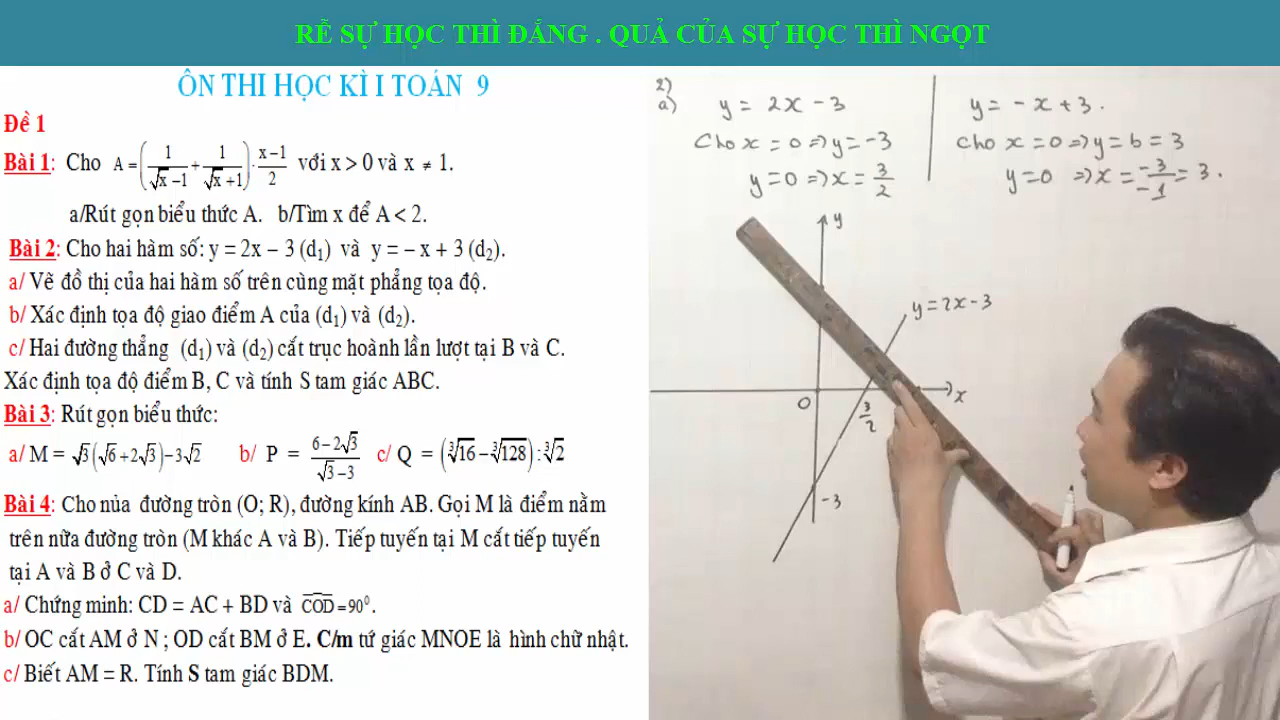 RỄ SỰ HỌC THÌ ĐẮNG . QUẢ CỦA SỰ HỌC THÌ NGỌT
ÔN THI HỌC KÌ I TOÁN 9
Đề 1
Bài 1: Cho A = (1/(√x −1) + 1/(√x +1)) · (x−1)/2 với x > 0 và x ≠ 1.
a/Rút gọn biểu thức A. b/Tìm x để A < 2.
Bài 2: Cho hai hàm số: y = 2x – 3 (d₁) và y = – x + 3 (d₂).
a/ Vẽ đồ thị của hai hàm số trên cùng mặt phẳng tọa độ.
b/ Xác định tọa độ giao điểm A của (d₁) và (d₂).
c/ Hai đường thẳng (d₁) và (d₂) cắt trục hoành lần lượt tại B và C.
Xác định tọa độ điểm B, C và tính S tam giác ABC.
Bài 3: Rút gọn biểu thức:
a/ M = √3(√6 + 2√3) − 3√2 b/ P = (6 − 2√3)/(√3 − 3) c/ Q = (∛16 − ∛128) : ∛2
Bài 4: Cho nủa đường tròn (O; R), đường kính AB. Gọi M là điểm nằm
trên nữa đường tròn (M khác A và B). Tiếp tuyến tại M cắt tiếp tuyến
tại A và B ở C và D.
a/ Chứng minh: CD = AC + BD và COD = 90⁰.
b/ OC cắt AM ở N ; OD cắt BM ở E. C/m tứ giác MNOE là hình chữ nhật.
c/ Biết AM = R. Tính S tam giác BDM.
2)
a) y = 2x − 3
Cho x = 0 => y = −3
y = 0 => x = 3/2
y = − x + 3 .
Cho x = 0 => y = b = 3
y = 0 => x = −3/−1 = 3 .
y
y = 2x − 3
O
3/2
x
−3